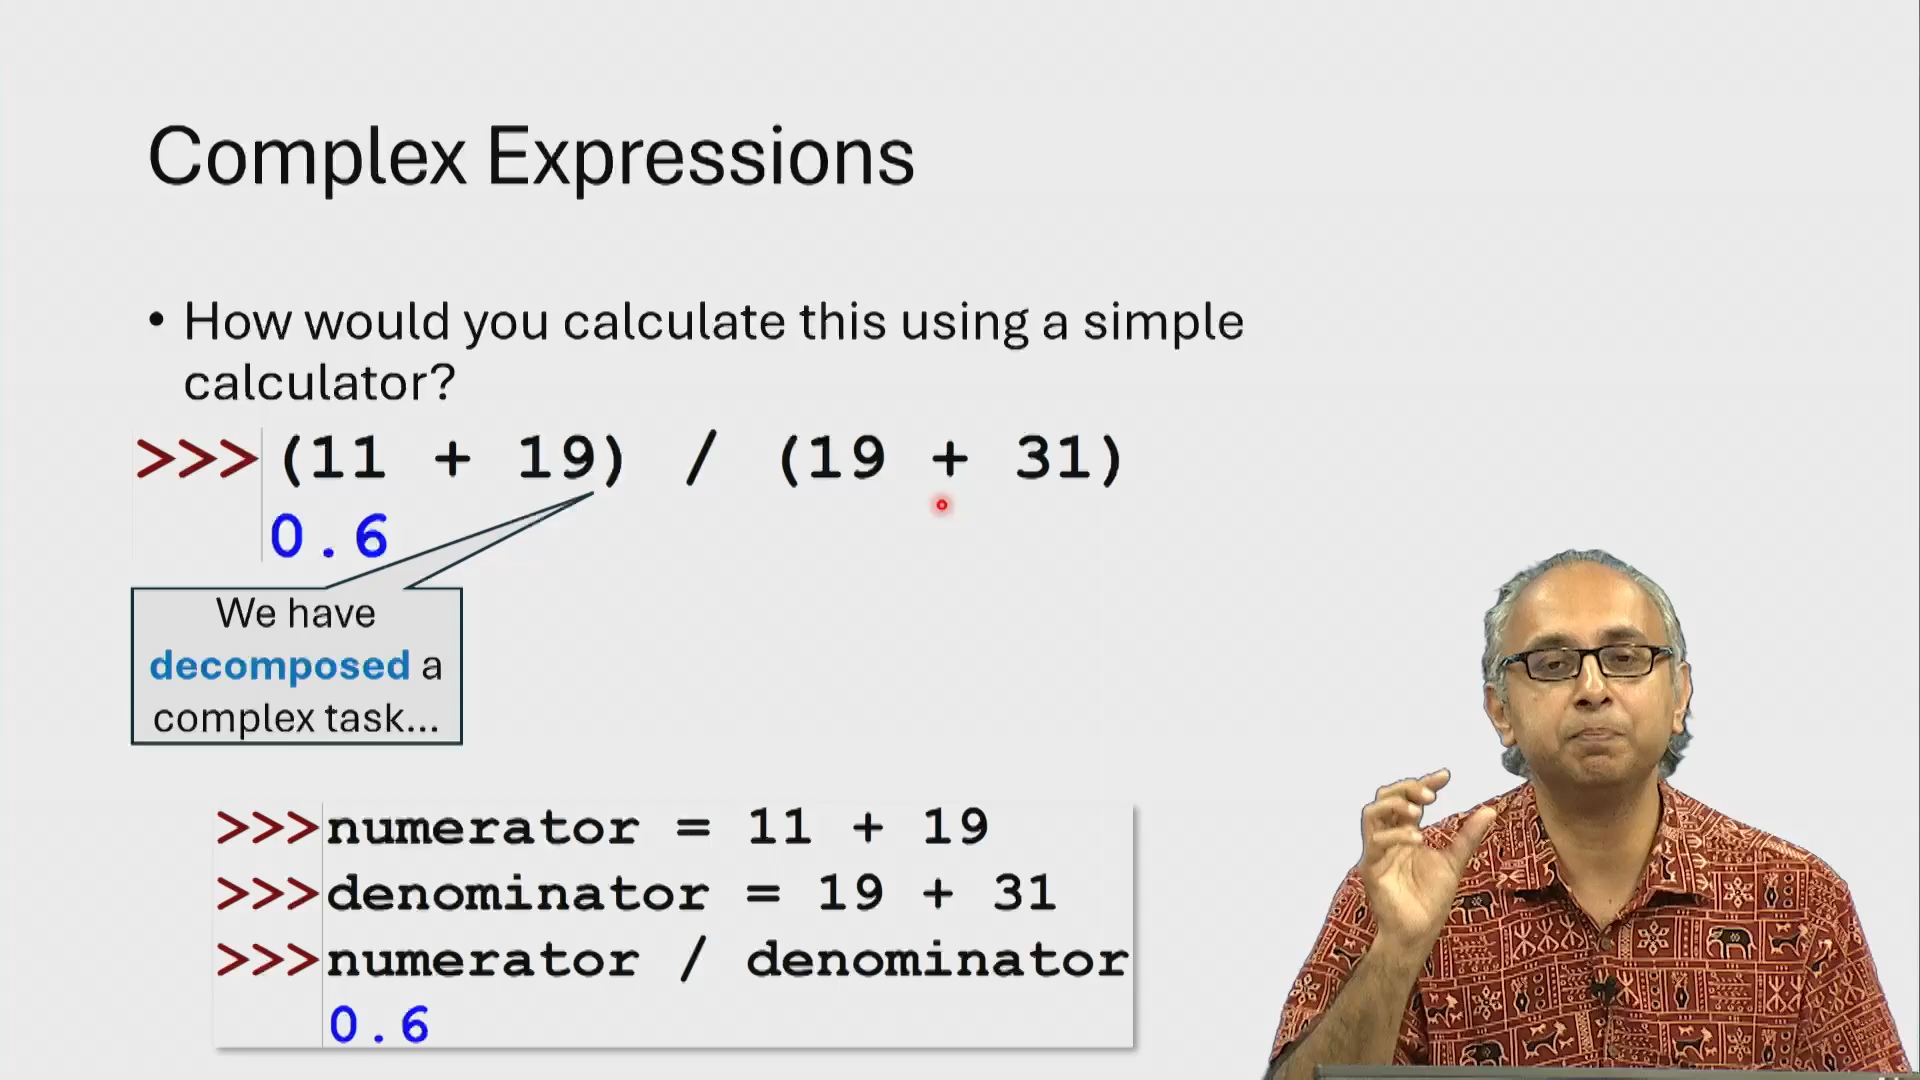 Complex Expressions
• How would you calculate this using a simple
calculator?
>>> (11 + 19) / (19 + 31)
0.6
We have
decomposed a
complex task...
>>> numerator = 11 + 19
>>> denominator = 19 + 31
>>> numerator / denominator
0.6